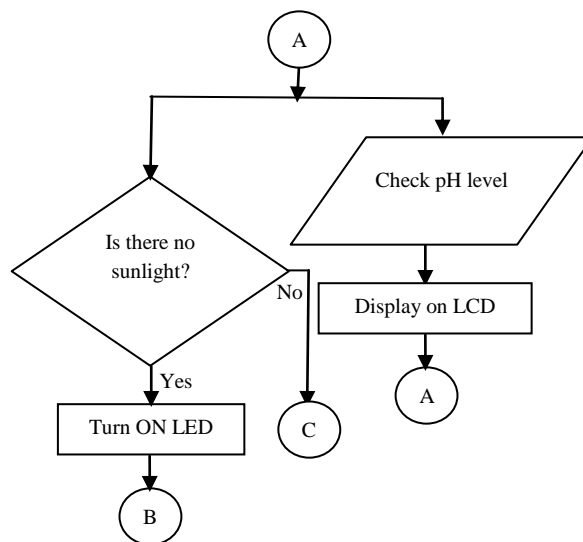 A
Is there no
sunlight?
Check pH level
No
Display on LCD
Yes
A
Turn ON LED
C
B